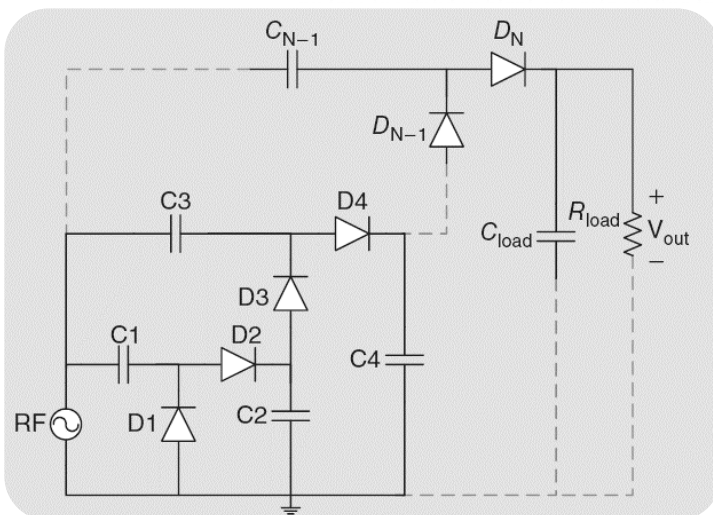 C_N−1
D_N
D_N−1
C3
D4
R_load
+
V_out
−
C_load
D3
C1
D2
C4
RF
D1
C2